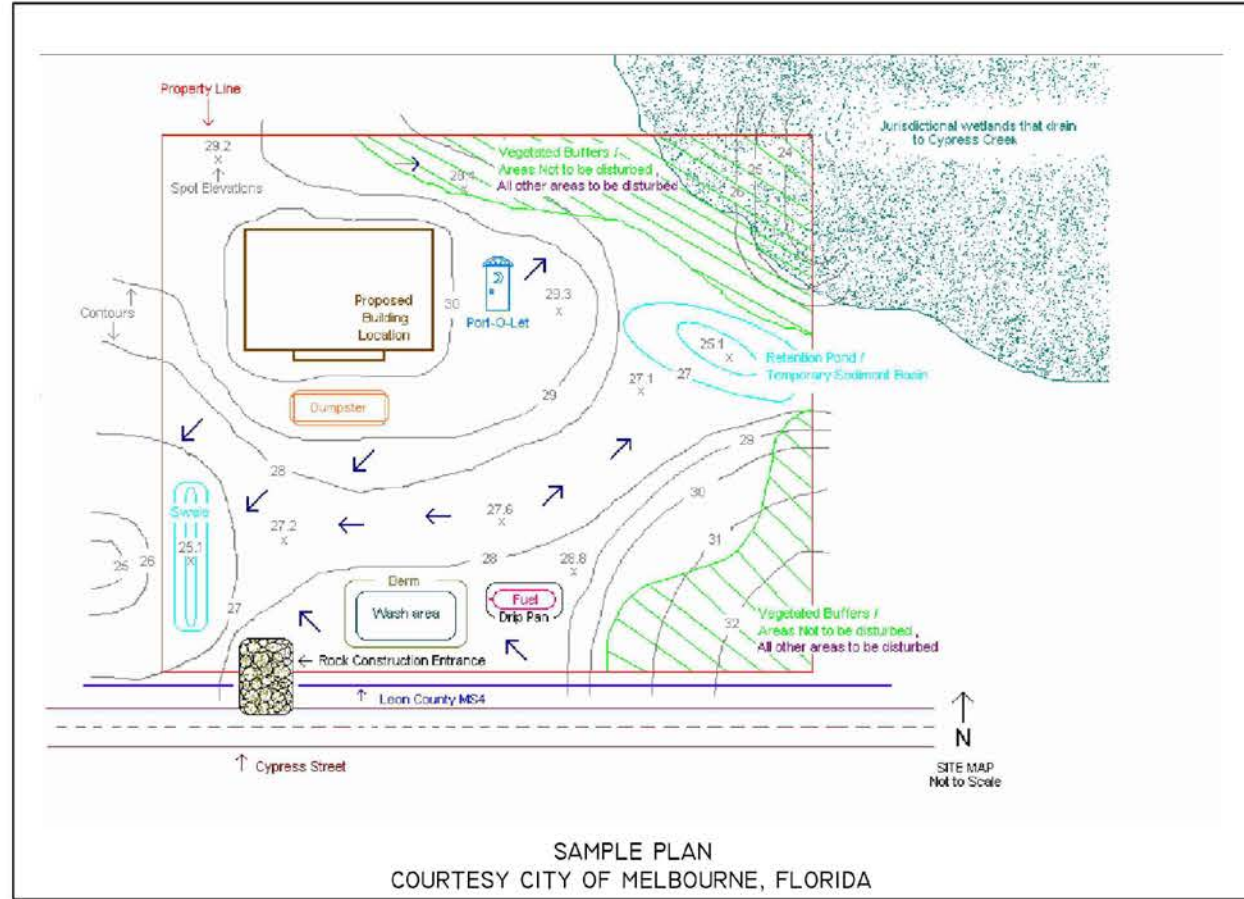 Property Line
29.2
x
Spot Elevations
Jurisdictional wetlands that drain
to Cypress Creek
24
25
26
Vegetated Buffers /
Areas Not to be disturbed
All other areas to be disturbed
x
Contours
Proposed
Building
Location
30
Port-O-Let
29.3
x
25.1
x
Retention Pond /
Temporary Sediment Basin
27.1
x
27
29
Dumpster
28
29
30
31
32
Swale
25.1
x
25
26
27
27.2
x
27.6
x
28
28.8
x
Berm
Wash area
Fuel
Drip Pan
Vegetated Buffers /
Areas Not to be disturbed ,
All other areas to be disturbed
Rock Construction Entrance
Leon County MS4
Cypress Street
N
SITE MAP
Not to Scale
SAMPLE PLAN
COURTESY CITY OF MELBOURNE, FLORIDA